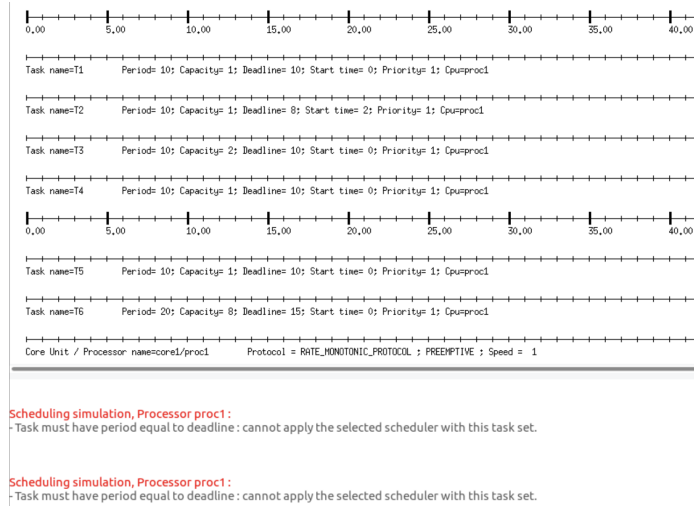 0.00 5.00 10.00 15.00 20.00 25.00 30.00 35.00 40.00
Task name=T1 Period= 10; Capacity= 1; Deadline= 10; Start time= 0; Priority= 1; Cpu=proc1
Task name=T2 Period= 10; Capacity= 1; Deadline= 8; Start time= 2; Priority= 1; Cpu=proc1
Task name=T3 Period= 10; Capacity= 2; Deadline= 10; Start time= 0; Priority= 1; Cpu=proc1
Task name=T4 Period= 10; Capacity= 1; Deadline= 10; Start time= 0; Priority= 1; Cpu=proc1
0.00 5.00 10.00 15.00 20.00 25.00 30.00 35.00 40.00
Task name=T5 Period= 10; Capacity= 1; Deadline= 10; Start time= 0; Priority= 1; Cpu=proc1
Task name=T6 Period= 20; Capacity= 8; Deadline= 15; Start time= 0; Priority= 1; Cpu=proc1
Core Unit / Processor name=core1/proc1 Protocol = RATE_MONOTONIC_PROTOCOL ; PREEMPTIVE ; Speed = 1
Scheduling simulation, Processor proc1 :
- Task must have period equal to deadline : cannot apply the selected scheduler with this task set.
Scheduling simulation, Processor proc1 :
- Task must have period equal to deadline : cannot apply the selected scheduler with this task set.